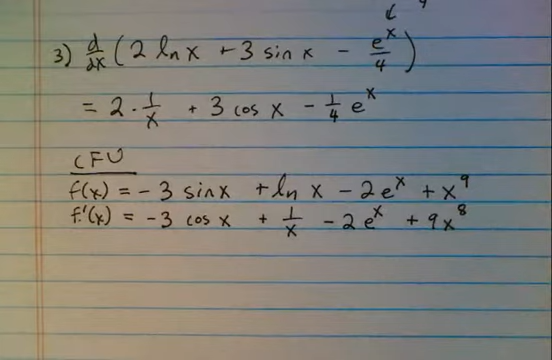 3) d/dx (2 ln x + 3 sin x - e^x/4)
= 2 · 1/x + 3 cos x - 1/4 e^x
CFU
f(x) = -3 sin x + ln x - 2e^x + x^9
f'(x) = -3 cos x + 1/x - 2e^x + 9x^8